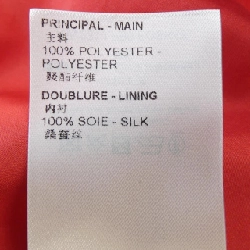 PRINCIPAL - MAIN
主料
100% POLYESTER -
POLYESTER
聚酯纤维
DOUBLURE - LINING
内衬
100% SOIE - SILK
桑蚕丝